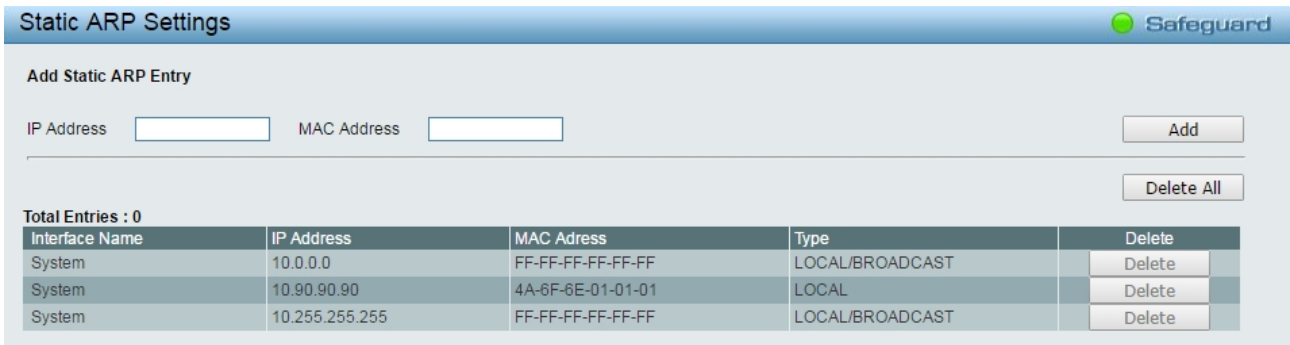 Static ARP Settings
Safeguard
Add Static ARP Entry
IP Address MAC Address Add
Delete All
Total Entries : 0
Interface Name IP Address MAC Adress Type Delete
System 10.0.0.0 FF-FF-FF-FF-FF-FF LOCAL/BROADCAST Delete
System 10.90.90.90 4A-6F-6E-01-01-01 LOCAL Delete
System 10.255.255.255 FF-FF-FF-FF-FF-FF LOCAL/BROADCAST Delete